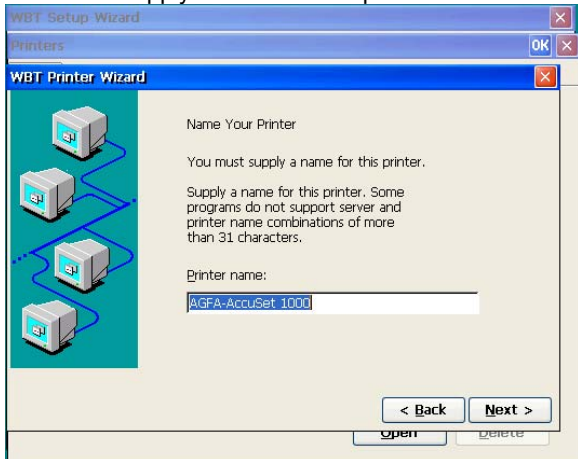 WBT Setup Wizard
Printers
OK
WBT Printer Wizard
Name Your Printer
You must supply a name for this printer.
Supply a name for this printer. Some
programs do not support server and
printer name combinations of more
than 31 characters.
Printer name:
AGFA-AccuSet 1000
< Back
Next >
Open
Delete